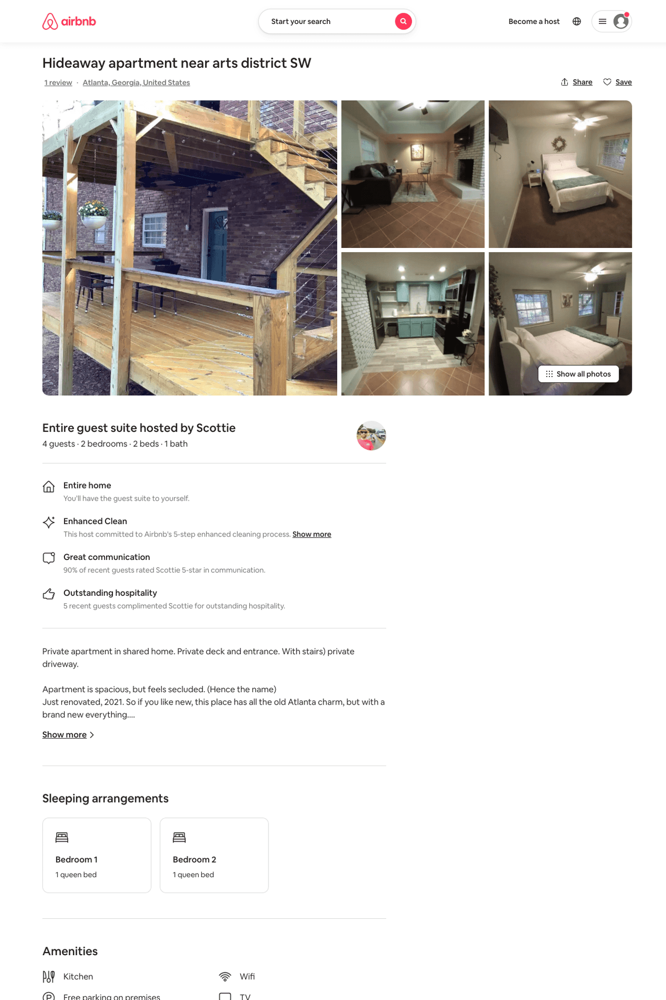 airbnb
Start your search
Become a host
Hideaway apartment near arts district SW
1 review · Atlanta, Georgia, United States
Share
Save
Show all photos
Entire guest suite hosted by Scottie
4 guests · 2 bedrooms · 2 beds · 1 bath
Entire home
You'll have the guest suite to yourself.
Enhanced Clean
This host committed to Airbnb's 5-step enhanced cleaning process. Show more
Great communication
90% of recent guests rated Scottie 5-star in communication.
Outstanding hospitality
5 recent guests complimented Scottie for outstanding hospitality.
Private apartment in shared home. Private deck and entrance. With stairs) private
driveway.
Apartment is spacious, but feels secluded. (Hence the name)
Just renovated, 2021. So if you like new, this place has all the old Atlanta charm, but with a
brand new everything....
Show more
Sleeping arrangements
Bedroom 1
1 queen bed
Bedroom 2
1 queen bed
Amenities
Kitchen
Wifi
Free parking on premises
TV